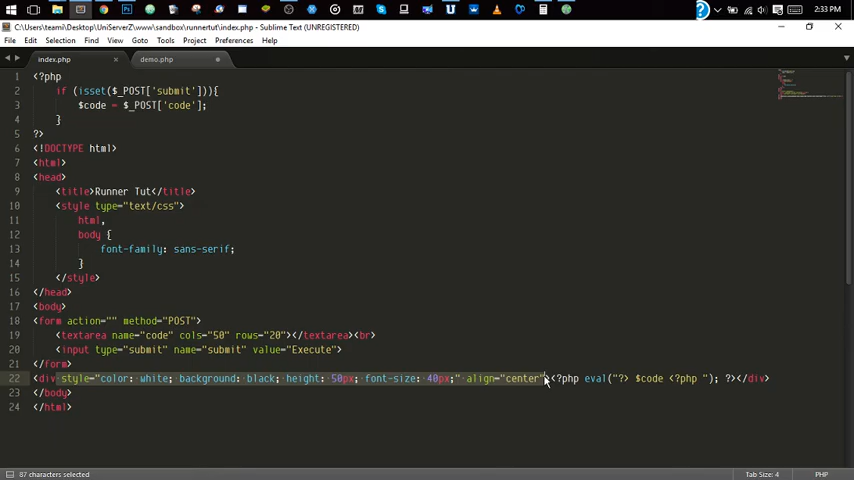 C:\Users\teami\Desktop\UniServerZ\www\sandbox\runnertut\index.php - Sublime Text (UNREGISTERED)
2:33 PM
File Edit Selection Find View Goto Tools Project Preferences Help
index.php demo.php
1 <?php
2 if (isset($_POST['submit'])){
3 $code = $_POST['code'];
4 }
5 ?>
6 <!DOCTYPE html>
7 <html>
8 <head>
9 <title>Runner Tut</title>
10 <style type="text/css">
11 html,
12 body {
13 font-family: sans-serif;
14 }
15 </style>
16 </head>
17 <body>
18 <form action="" method="POST">
19 <textarea name="code" cols="50" rows="20"></textarea><br>
20 <input type="submit" name="submit" value="Execute">
21 </form>
22 <div style="color: white; background: black; height: 50px; font-size: 40px;" align="center"><?php eval("?> $code <?php "); ?></div>
23 </body>
24 </html>
87 characters selected Tab Size: 4 PHP